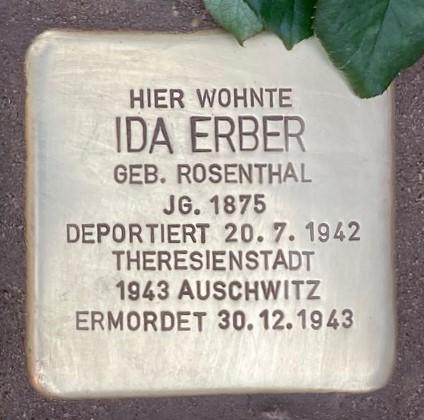 HIER WOHNTE
IDA ERBER
GEB. ROSENTHAL
JG. 1875
DEPORTIERT 20.7.1942
THERESIENSTADT
1943 AUSCHWITZ
ERMORDET 30.12.1943